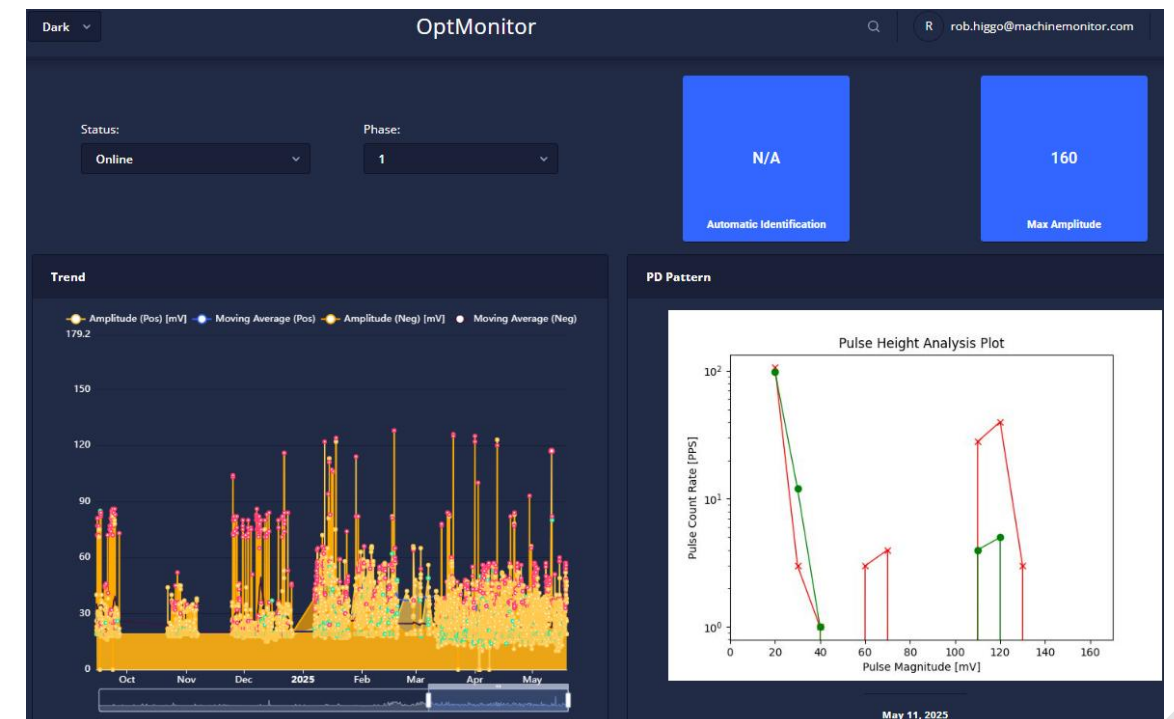 Dark
OptMonitor
R rob.higgo@machinemonitor.com
Status:
Online
Phase:
1
N/A
Automatic Identification
160
Max Amplitude
Trend
Amplitude (Pos) [mV] Moving Average (Pos) Amplitude (Neg) [mV] Moving Average (Neg)
179.2
150
120
90
60
30
0
Oct Nov Dec 2025 Feb Mar Apr May
PD Pattern
Pulse Height Analysis Plot
Pulse Count Rate [PPS]
10²
10¹
10⁰
0 20 40 60 80 100 120 140 160
Pulse Magnitude [mV]
May 11, 2025